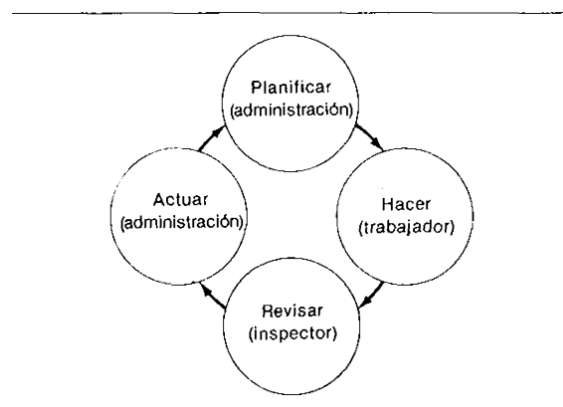 Planificar
(administración)
Hacer
(trabajador)
Revisar
(inspector)
Actuar
(administración)